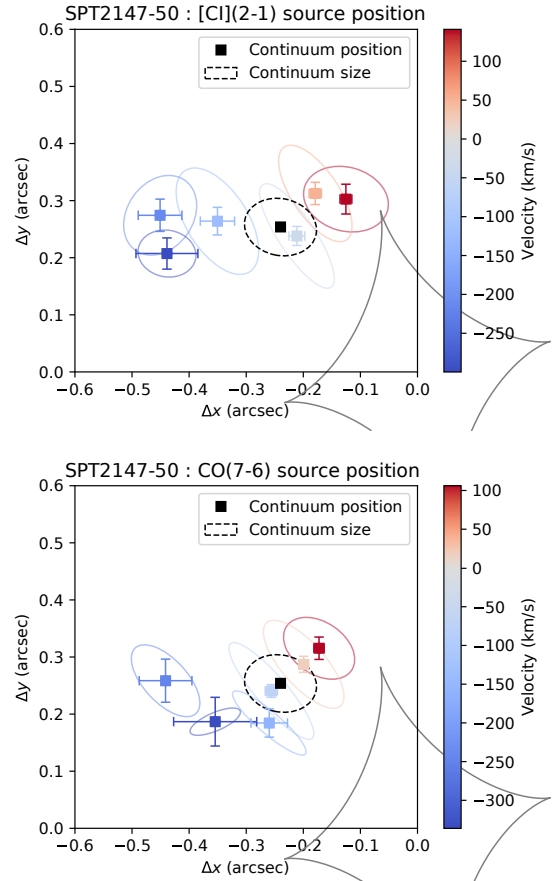 SPT2147-50 : [CI](2-1) source position
Continuum position
Continuum size
0.6
0.5
0.4
0.3
0.2
0.1
0.0
Δy (arcsec)
−0.6 −0.5 −0.4 −0.3 −0.2 −0.1 0.0
Δx (arcsec)
100
50
0
−50
−100
−150
−200
−250
Velocity (km/s)
SPT2147-50 : CO(7-6) source position
Continuum position
Continuum size
0.6
0.5
0.4
0.3
0.2
0.1
0.0
Δy (arcsec)
−0.6 −0.5 −0.4 −0.3 −0.2 −0.1 0.0
Δx (arcsec)
100
50
0
−50
−100
−150
−200
−250
−300
Velocity (km/s)